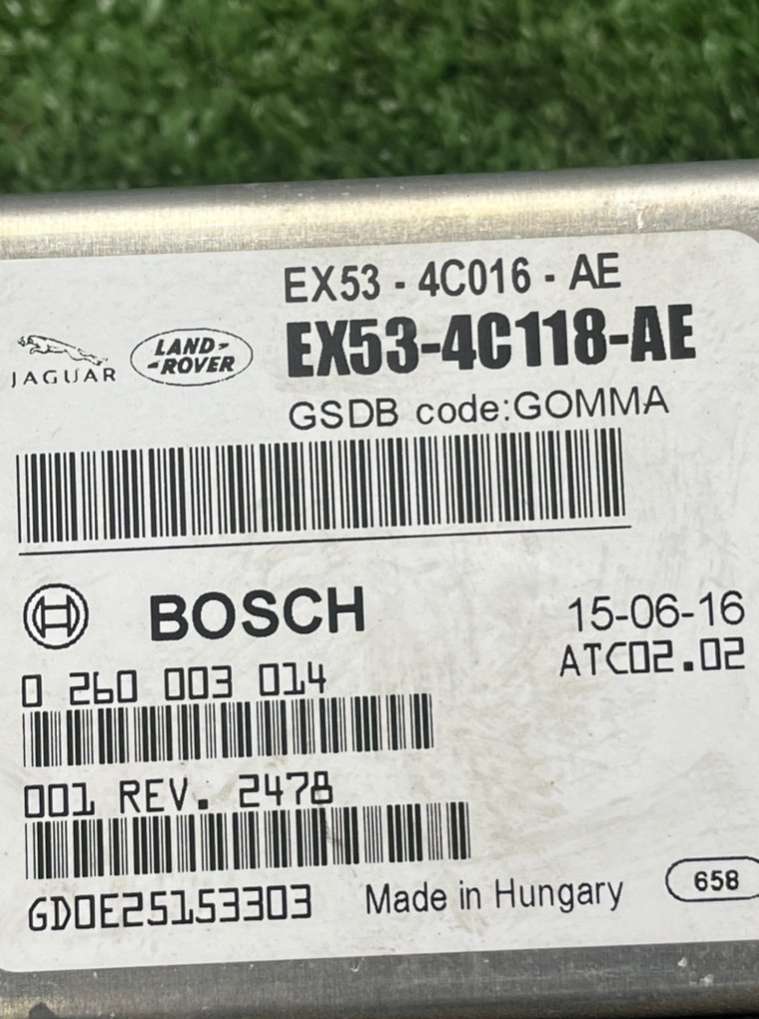 EX53 - 4C016 - AE
JAGUAR
LAND-
-ROVER
EX53-4C118-AE
GSDB code:GOMMA
BOSCH
15-06-16
0 260 003 014
ATC02.02
001 REV. 2478
GD0E25153303
Made in Hungary
658